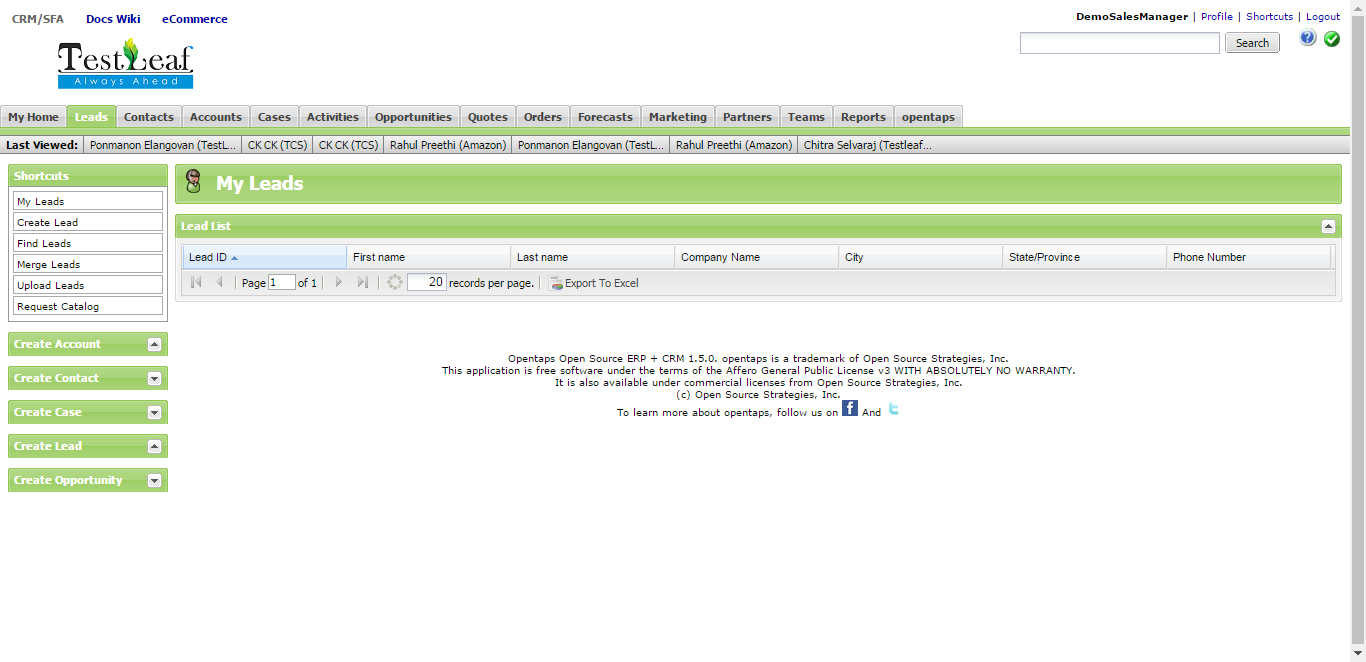 CRM/SFA Docs Wiki eCommerce
DemoSalesManager | Profile | Shortcuts | Logout
Search
TestLeaf
Always Ahead
My Home Leads Contacts Accounts Cases Activities Opportunities Quotes Orders Forecasts Marketing Partners Teams Reports opentaps
Last Viewed: Ponmanon Elangovan (TestL... CK CK (TCS) CK CK (TCS) Rahul Preethi (Amazon) Ponmanon Elangovan (TestL... Rahul Preethi (Amazon) Chitra Selvaraj (Testleaf...
Shortcuts
My Leads
Create Lead
Find Leads
Merge Leads
Upload Leads
Request Catalog
Create Account
Create Contact
Create Case
Create Lead
Create Opportunity
My Leads
Lead List
Lead ID First name Last name Company Name City State/Province Phone Number
Page 1 of 1 20 records per page. Export To Excel
Opentaps Open Source ERP + CRM 1.5.0. opentaps is a trademark of Open Source Strategies, Inc.
This application is free software under the terms of the Affero General Public License v3 WITH ABSOLUTELY NO WARRANTY.
It is also available under commercial licenses from Open Source Strategies, Inc.
(c) Open Source Strategies, Inc.
To learn more about opentaps, follow us on f And t